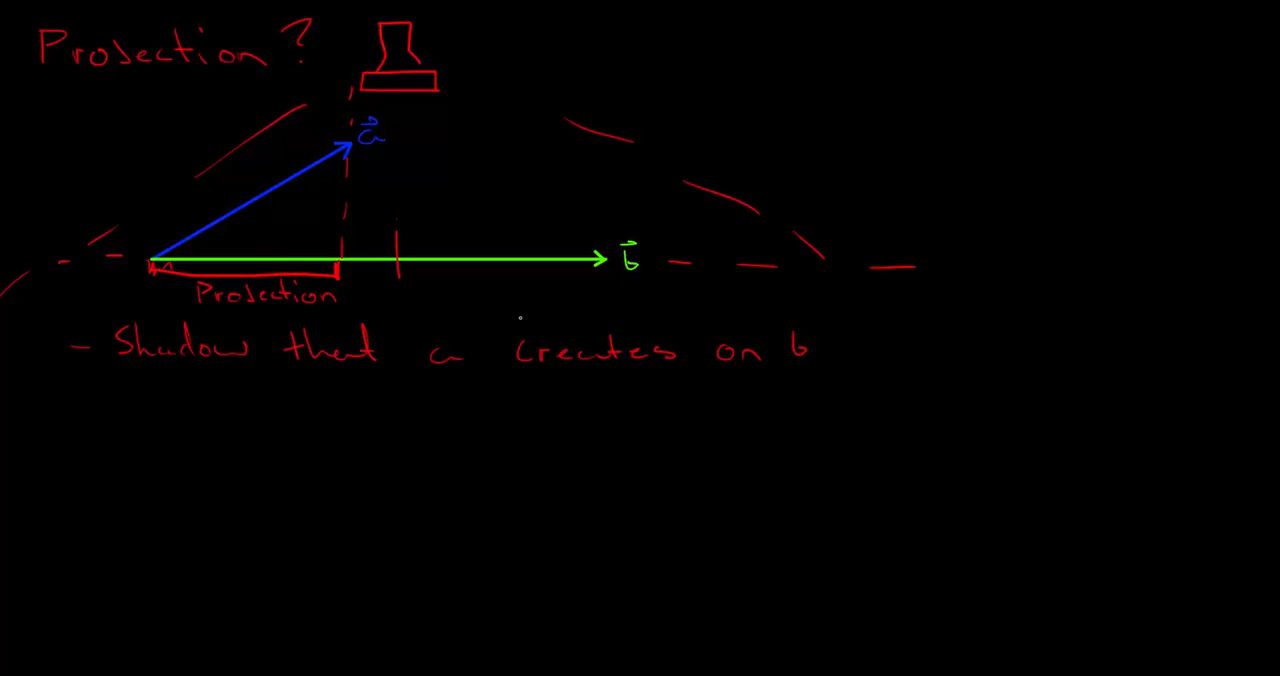 Projection?
a
b
Projection
- Shadow that a creates on b